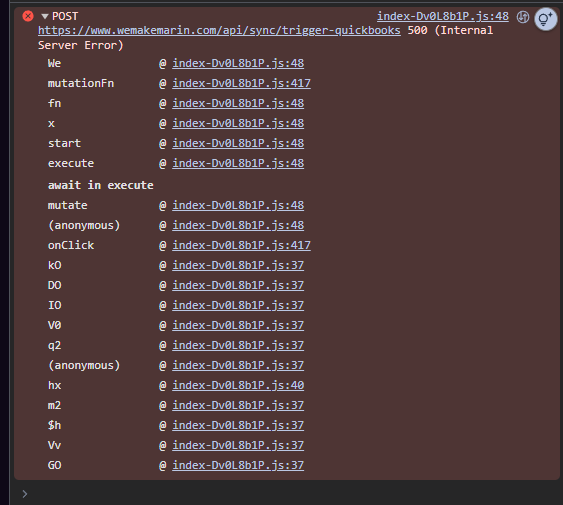 POST index-Dv0L8b1P.js:48
https://www.wemakemarin.com/api/sync/trigger-quickbooks 500 (Internal
Server Error)
We @ index-Dv0L8b1P.js:48
mutationFn @ index-Dv0L8b1P.js:417
fn @ index-Dv0L8b1P.js:48
x @ index-Dv0L8b1P.js:48
start @ index-Dv0L8b1P.js:48
execute @ index-Dv0L8b1P.js:48
await in execute
mutate @ index-Dv0L8b1P.js:48
(anonymous) @ index-Dv0L8b1P.js:48
onClick @ index-Dv0L8b1P.js:417
kO @ index-Dv0L8b1P.js:37
DO @ index-Dv0L8b1P.js:37
IO @ index-Dv0L8b1P.js:37
V0 @ index-Dv0L8b1P.js:37
q2 @ index-Dv0L8b1P.js:37
(anonymous) @ index-Dv0L8b1P.js:37
hx @ index-Dv0L8b1P.js:40
m2 @ index-Dv0L8b1P.js:37
$h @ index-Dv0L8b1P.js:37
Vv @ index-Dv0L8b1P.js:37
GO @ index-Dv0L8b1P.js:37